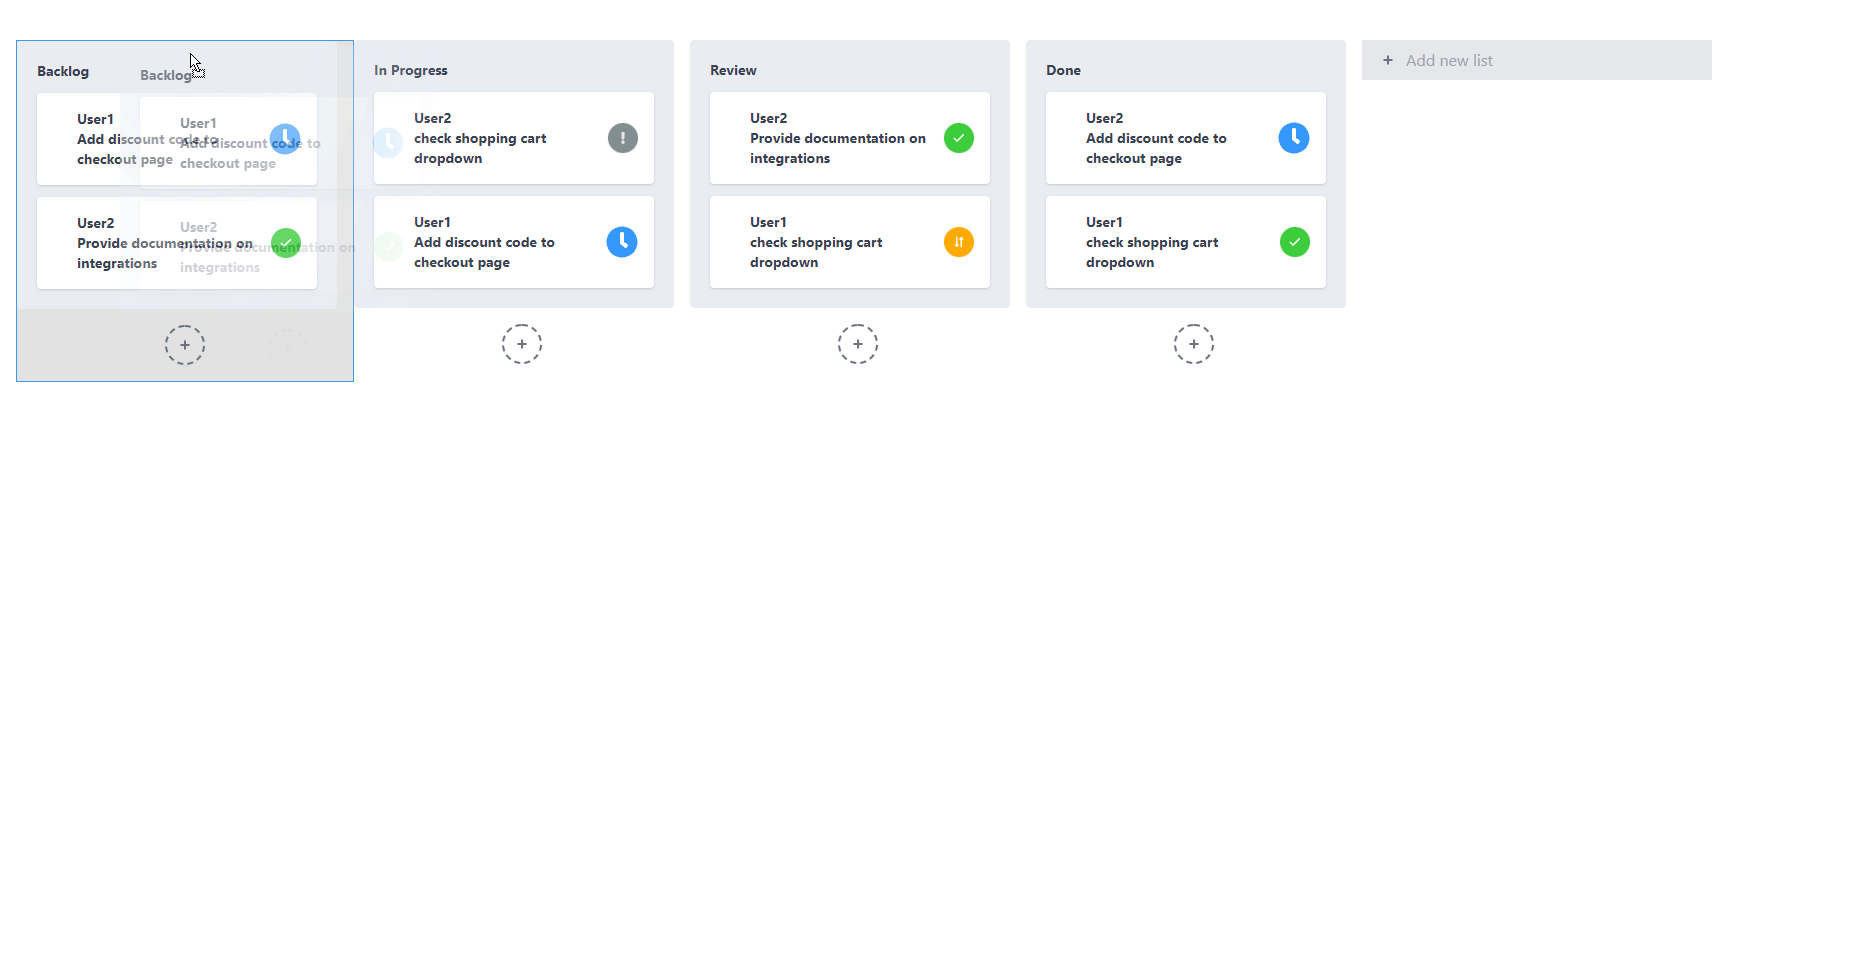 Backlog
User1
Add discount code to
checkout page
User2
Provide documentation on
integrations
+
Backlog
User1
Add discount code to
checkout page
User2
Provide documentation on
integrations
In Progress
User2
check shopping cart
dropdown
User1
Add discount code to
checkout page
+
Review
User2
Provide documentation on
integrations
User1
check shopping cart
dropdown
+
Done
User2
Add discount code to
checkout page
User1
check shopping cart
dropdown
+
+ Add new list